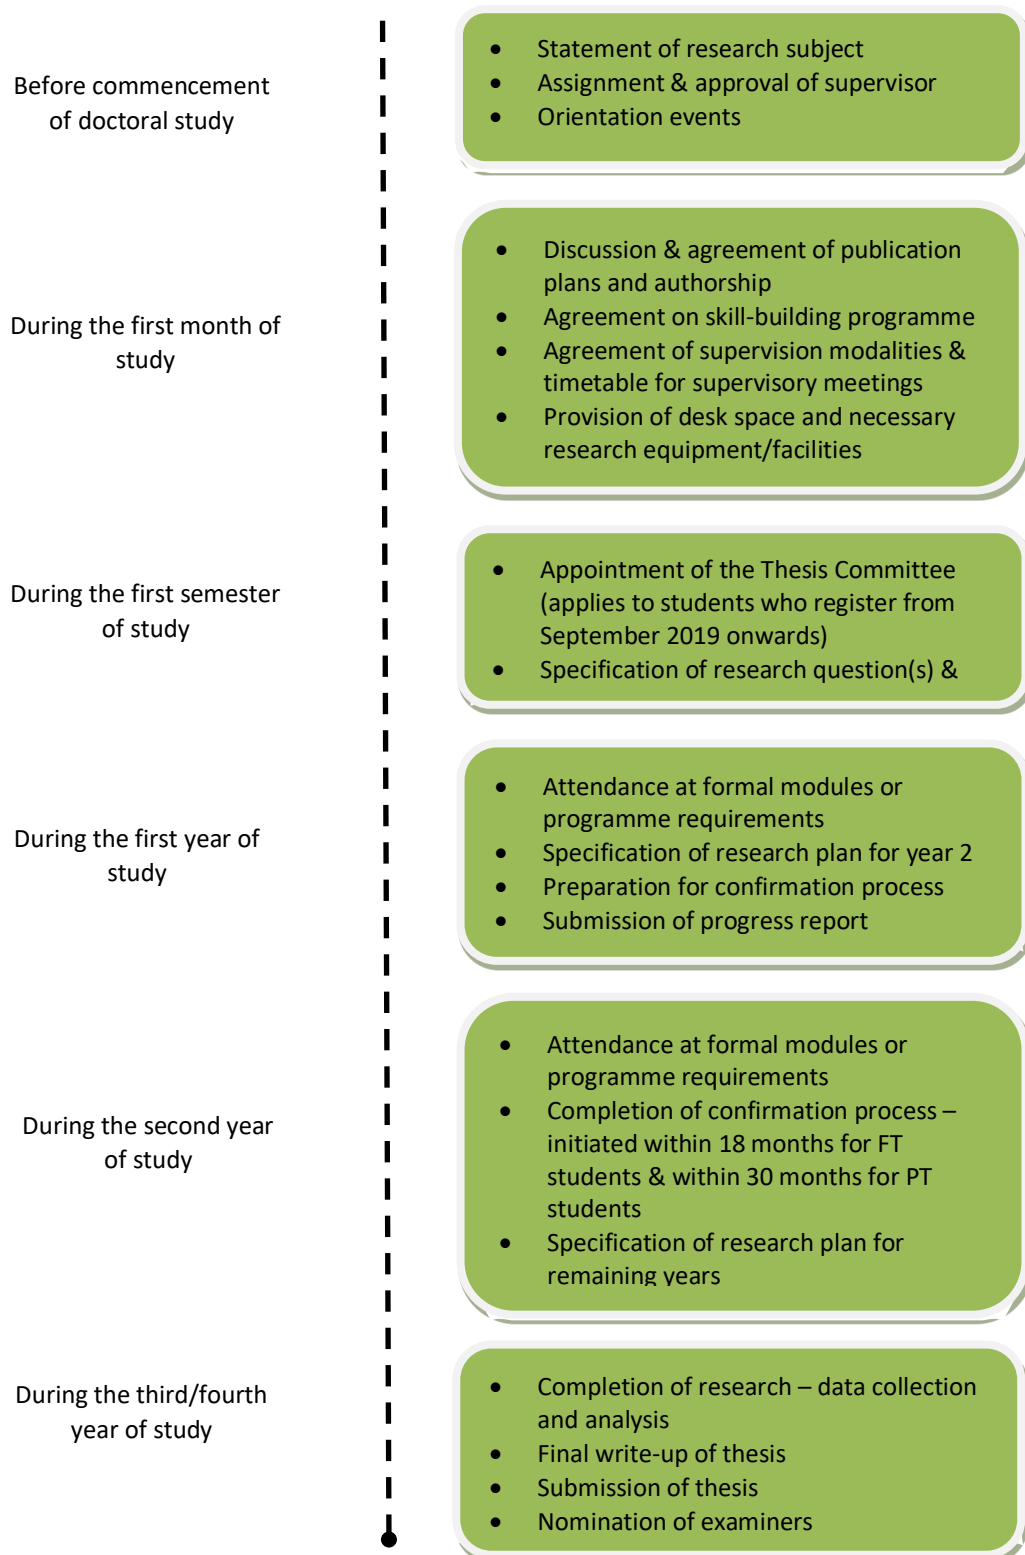 Before commencement
of doctoral study
• Statement of research subject
• Assignment & approval of supervisor
• Orientation events
During the first month of
study
• Discussion & agreement of publication
plans and authorship
• Agreement on skill-building programme
• Agreement of supervision modalities &
timetable for supervisory meetings
• Provision of desk space and necessary
research equipment/facilities
During the first semester
of study
• Appointment of the Thesis Committee
(applies to students who register from
September 2019 onwards)
• Specification of research question(s) &
During the first year of
study
• Attendance at formal modules or
programme requirements
• Specification of research plan for year 2
• Preparation for confirmation process
• Submission of progress report
During the second year
of study
• Attendance at formal modules or
programme requirements
• Completion of confirmation process –
initiated within 18 months for FT
students & within 30 months for PT
students
• Specification of research plan for
remaining years
During the third/fourth
year of study
• Completion of research – data collection
and analysis
• Final write-up of thesis
• Submission of thesis
• Nomination of examiners